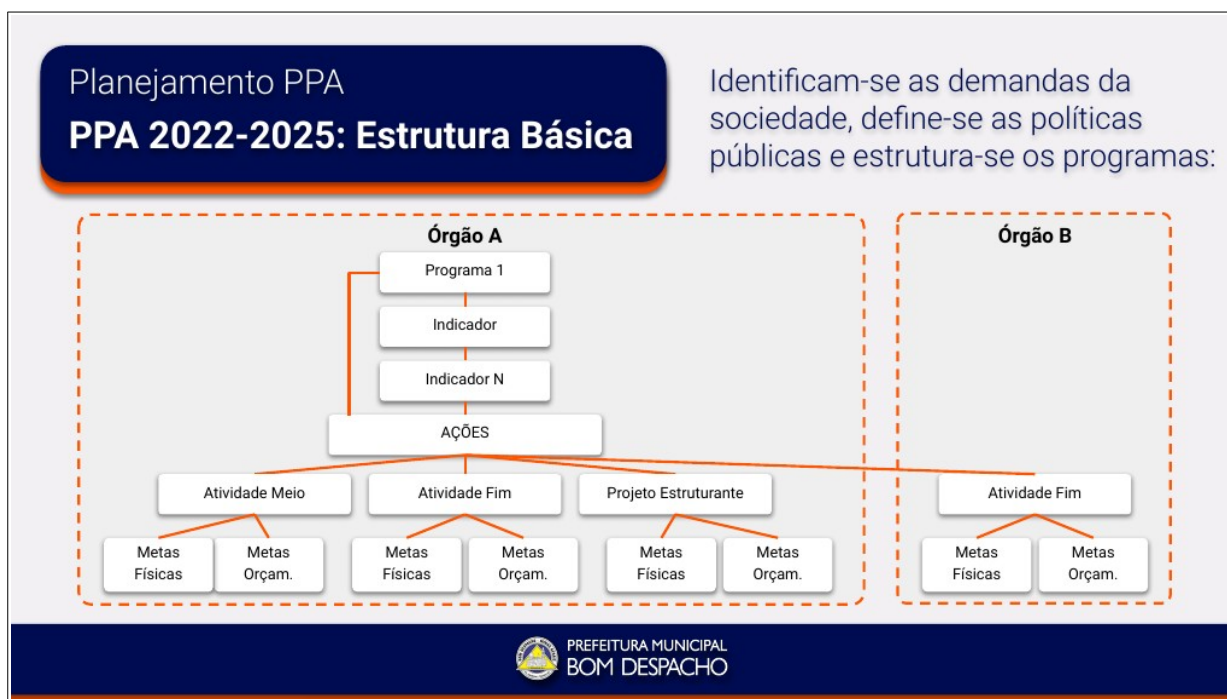 Planejamento PPA
PPA 2022-2025: Estrutura Básica
Identificam-se as demandas da
sociedade, define-se as políticas
públicas e estrutura-se os programas:
Órgão A
Programa 1
Indicador
Indicador N
AÇÕES
Atividade Meio
Atividade Fim
Projeto Estruturante
Metas
Físicas
Metas
Orçam.
Metas
Físicas
Metas
Orçam.
Metas
Físicas
Metas
Orçam.
Órgão B
Atividade Fim
Metas
Físicas
Metas
Orçam.
PREFEITURA MUNICIPAL
BOM DESPACHO